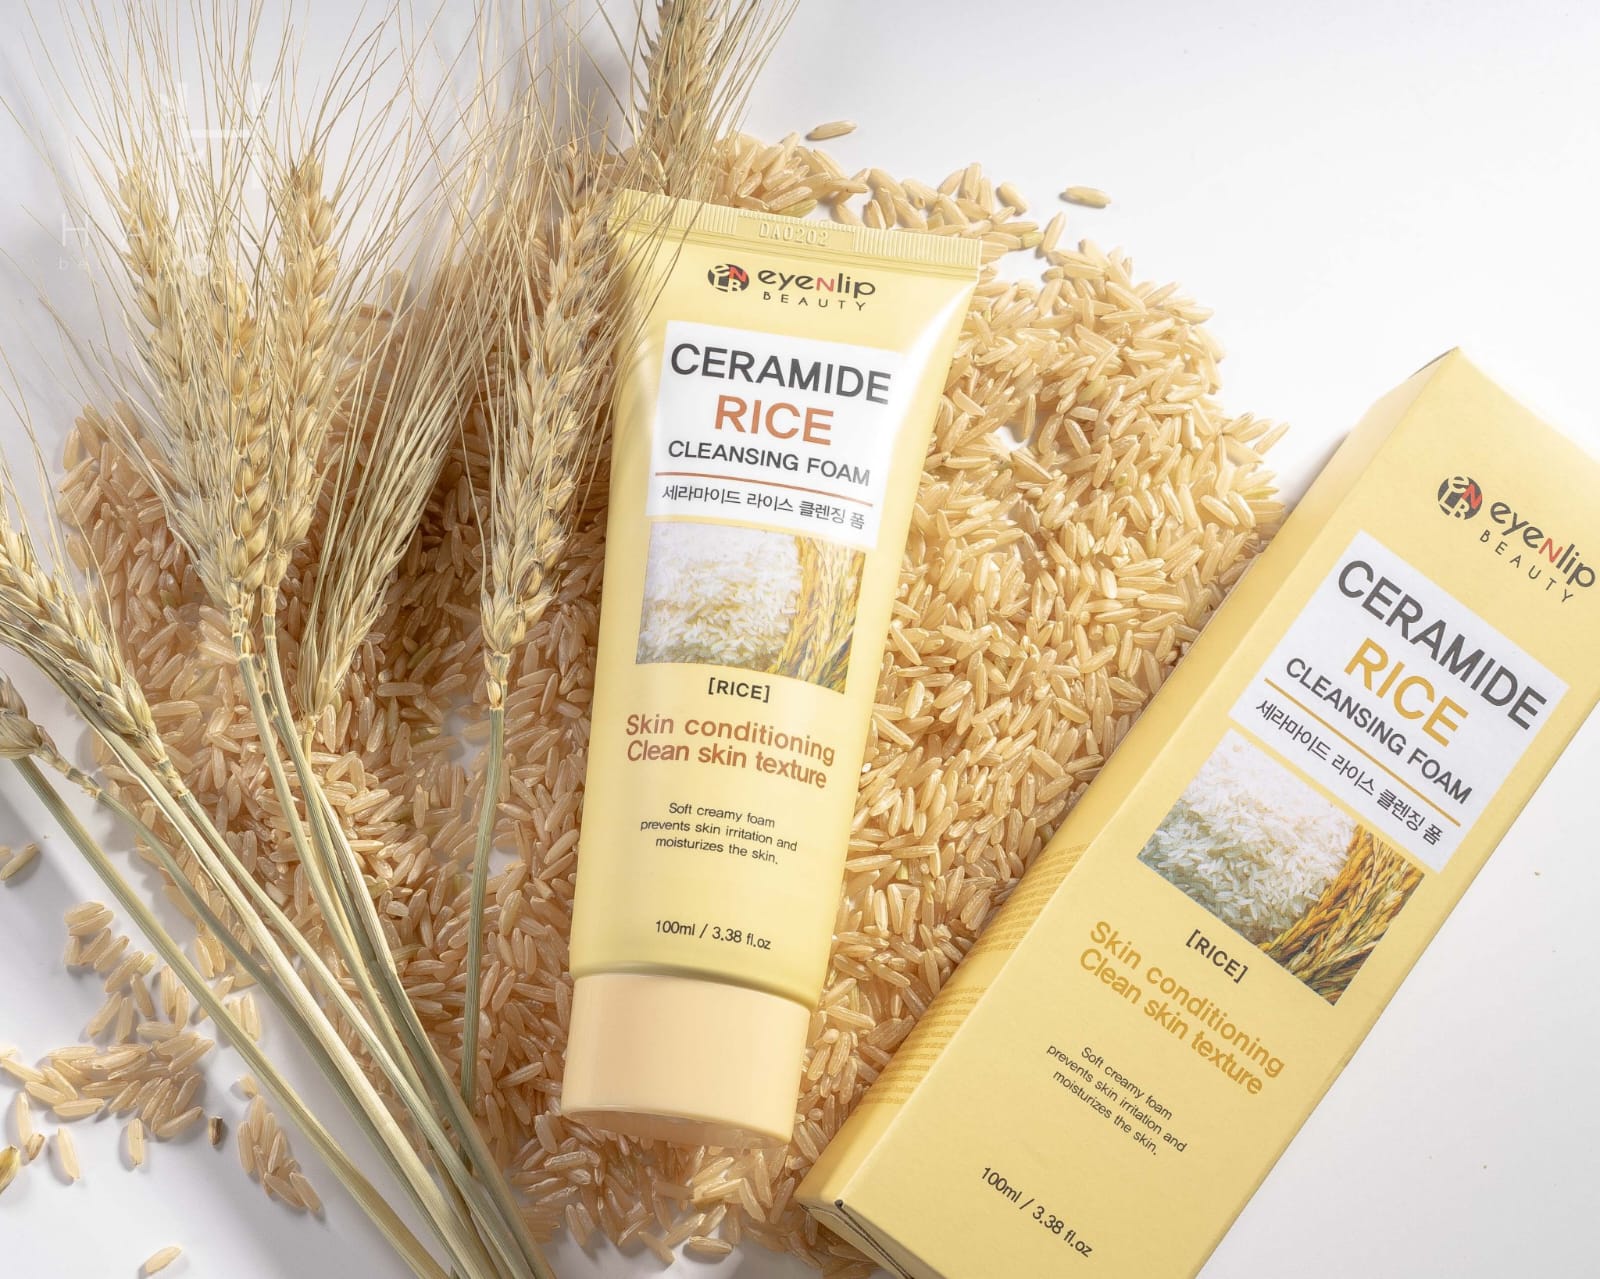 HAR
DA0202
ENLB
eyeNlip
BEAUTY
CERAMIDE
RICE
CLEANSING FOAM
세라마이드 라이스 클렌징 폼
[RICE]
Skin conditioning
Clean skin texture
Soft creamy foam
prevents skin irritation and
moisturizes the skin.
100ml / 3.38 fl.oz
ENLB
eyeNlip
BEAUTY
CERAMIDE
RICE
CLEANSING FOAM
세라마이드 라이스 클렌징 폼
[RICE]
Skin conditioning
Clean skin texture
Soft creamy foam
prevents skin irritation and
moisturizes the skin.
100ml / 3.38 fl.oz